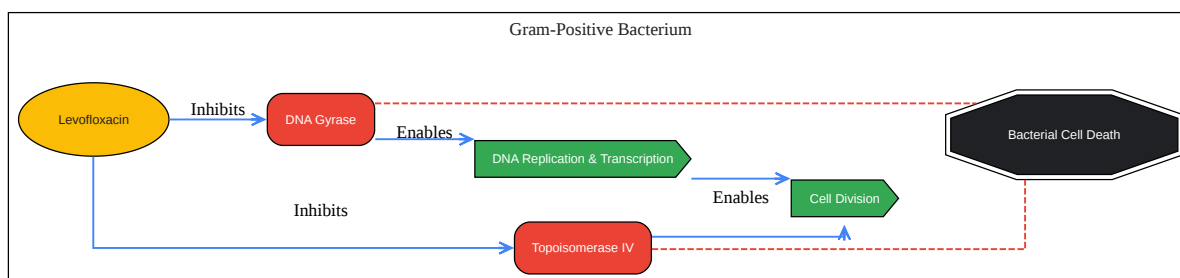 Gram-Positive Bacterium
Levofloxacin
Inhibits
DNA Gyrase
Enables
DNA Replication & Transcription
Bacterial Cell Death
Enables
Cell Division
Inhibits
Topoisomerase IV